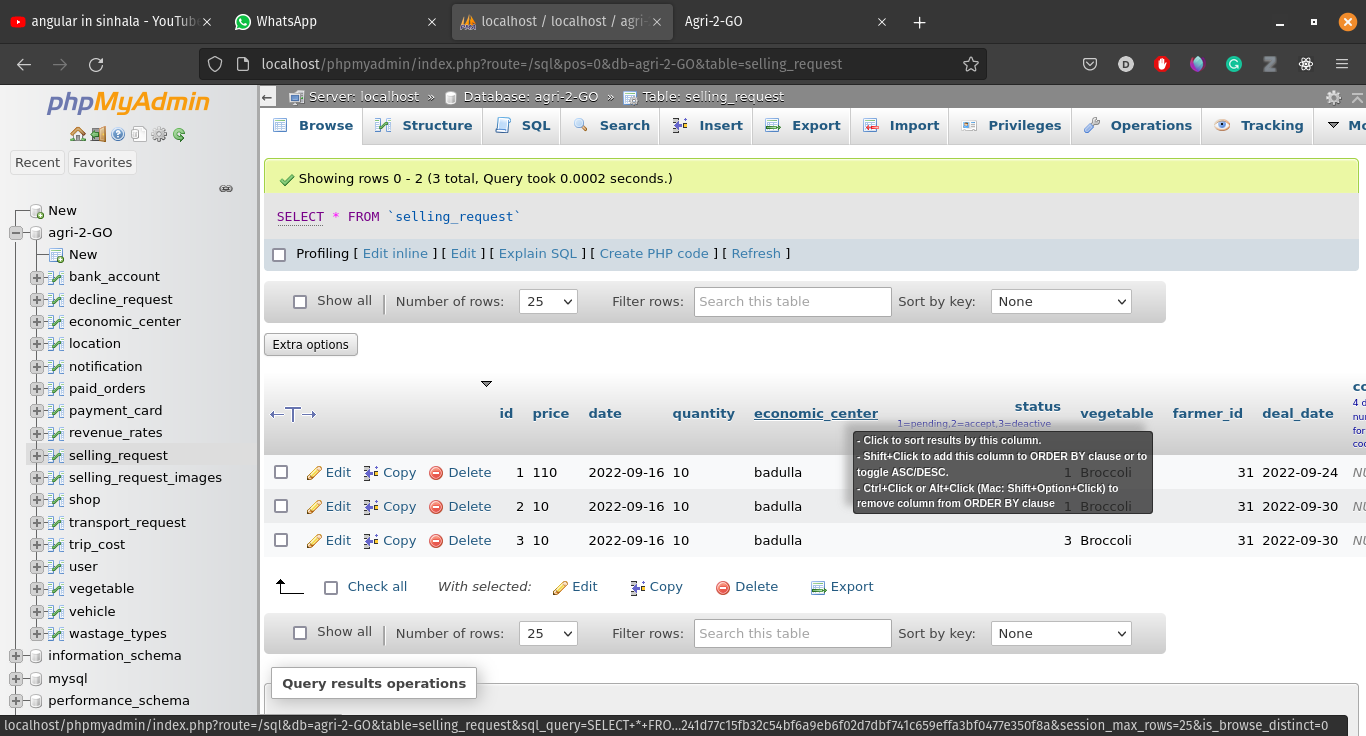 angular in sinhala - YouTube
WhatsApp
localhost / localhost / agri-
Agri-2-GO
localhost/phpmyadmin/index.php?route=/sql&pos=0&db=agri-2-GO&table=selling_request
phpMyAdmin
Recent Favorites
New
agri-2-GO
New
bank_account
decline_request
economic_center
location
notification
paid_orders
payment_card
revenue_rates
selling_request
selling_request_images
shop
transport_request
trip_cost
user
vegetable
vehicle
wastage_types
information_schema
mysql
performance_schema
Server: localhost » Database: agri-2-GO » Table: selling_request
Browse Structure SQL Search Insert Export Import Privileges Operations Tracking Mo
Showing rows 0 - 2 (3 total, Query took 0.0002 seconds.)
SELECT * FROM `selling_request`
Profiling [ Edit inline ] [ Edit ] [ Explain SQL ] [ Create PHP code ] [ Refresh ]
Show all Number of rows: 25 Filter rows: Search this table Sort by key: None
Extra options
←T→ id price date quantity economic_center status vegetable farmer_id deal_date co
1=pending,2=accept,3=deactive
4 d
nur
for
cod
- Click to sort results by this column.
- Shift+Click to add this column to ORDER BY clause or to
toggle ASC/DESC.
- Ctrl+Click or Alt+Click (Mac: Shift+Option+Click) to
remove column from ORDER BY clause
Edit Copy Delete 1 110 2022-09-16 10 badulla 1 Broccoli 31 2022-09-24 NU
Edit Copy Delete 2 10 2022-09-16 10 badulla 1 Broccoli 31 2022-09-30 NU
Edit Copy Delete 3 10 2022-09-16 10 badulla 3 Broccoli 31 2022-09-30 NU
Check all With selected: Edit Copy Delete Export
Show all Number of rows: 25 Filter rows: Search this table Sort by key: None
Query results operations
localhost/phpmyadmin/index.php?route=/sql&db=agri-2-GO&table=selling_request&sql_query=SELECT+*+FRO...241d77c15fb32c54bf6a9eb6f02d7dbf741c659effa3bf0477e350f8a&session_max_rows=25&is_browse_distinct=0